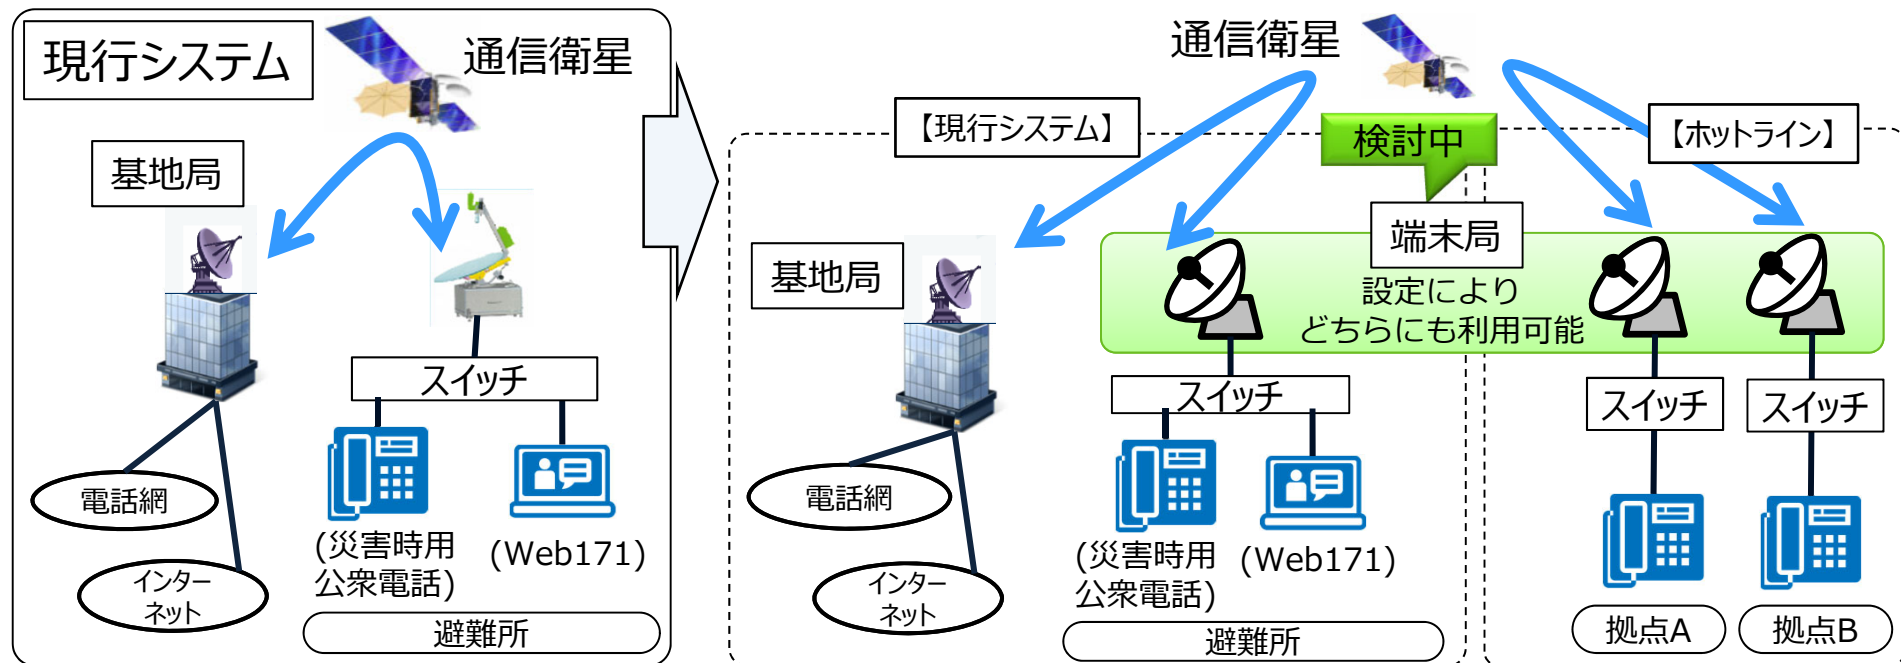 現行システム
通信衛星
基地局
スイッチ
電話網
インター
ネット
(災害時用
公衆電話)
(Web171)
避難所
通信衛星
【現行システム】
検討中
【ホットライン】
基地局
端末局
設定により
どちらにも利用可能
スイッチ
スイッチ
スイッチ
電話網
インター
ネット
(災害時用
公衆電話)
(Web171)
避難所
拠点A
拠点B